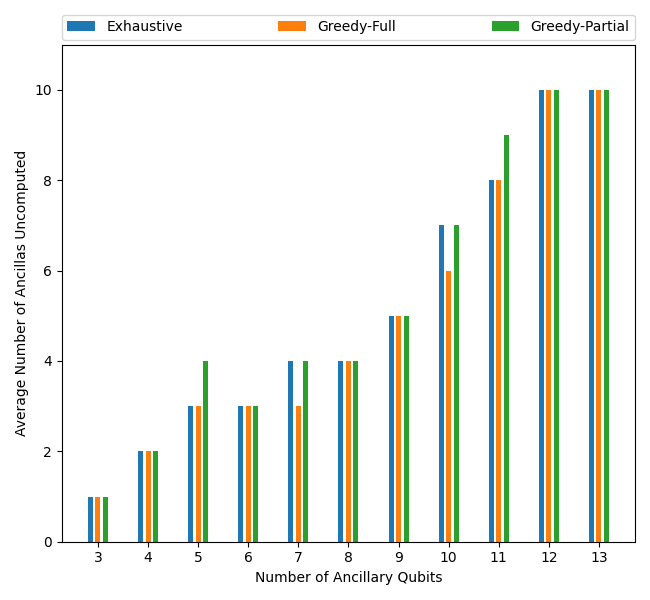 Exhaustive Greedy-Full Greedy-Partial
Average Number of Ancillas Uncomputed
10
8
6
4
2
0
3 4 5 6 7 8 9 10 11 12 13
Number of Ancillary Qubits